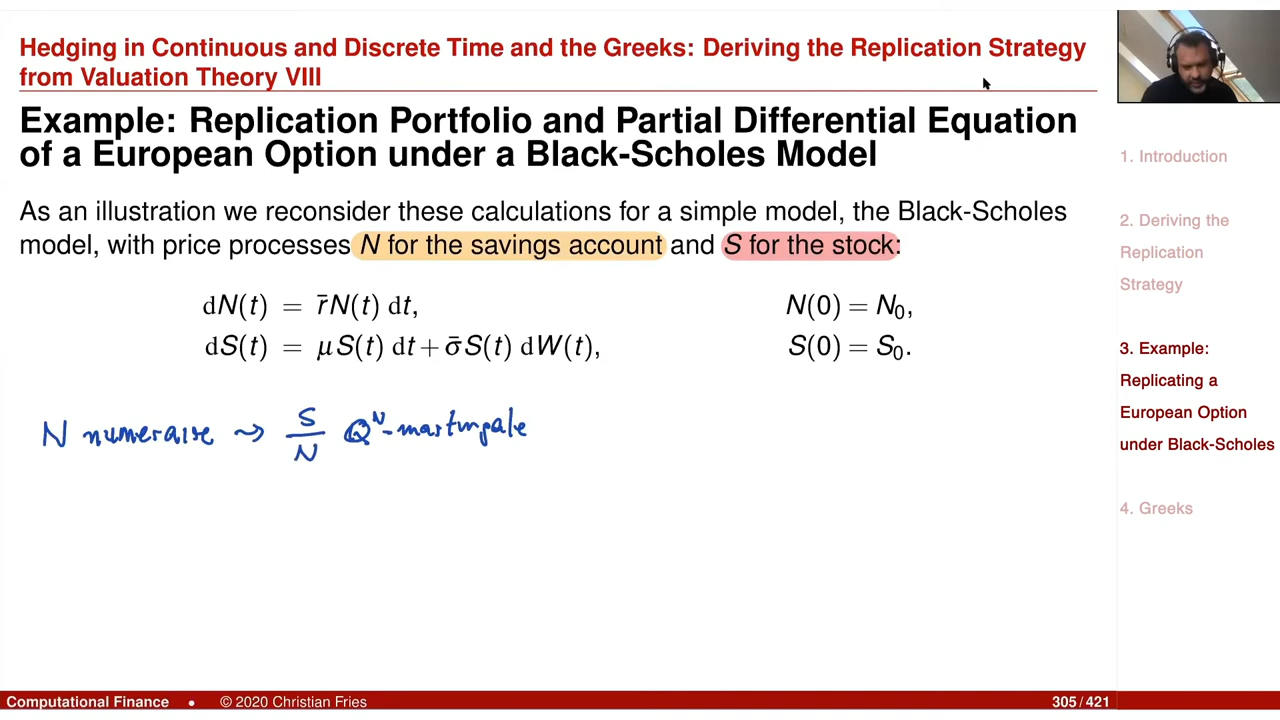 Hedging in Continuous and Discrete Time and the Greeks: Deriving the Replication Strategy
from Valuation Theory VIII
Example: Replication Portfolio and Partial Differential Equation
of a European Option under a Black-Scholes Model
As an illustration we reconsider these calculations for a simple model, the Black-Scholes
model, with price processes N for the savings account and S for the stock:
dN(t) = r̄N(t) dt, N(0) = N₀,
dS(t) = μS(t) dt + σ̄S(t) dW(t), S(0) = S₀.
N numeraire ⇝ S/N Qᴺ-martingale
1. Introduction
2. Deriving the
Replication
Strategy
3. Example:
Replicating a
European Option
under Black-Scholes
4. Greeks
Computational Finance • © 2020 Christian Fries 305/421